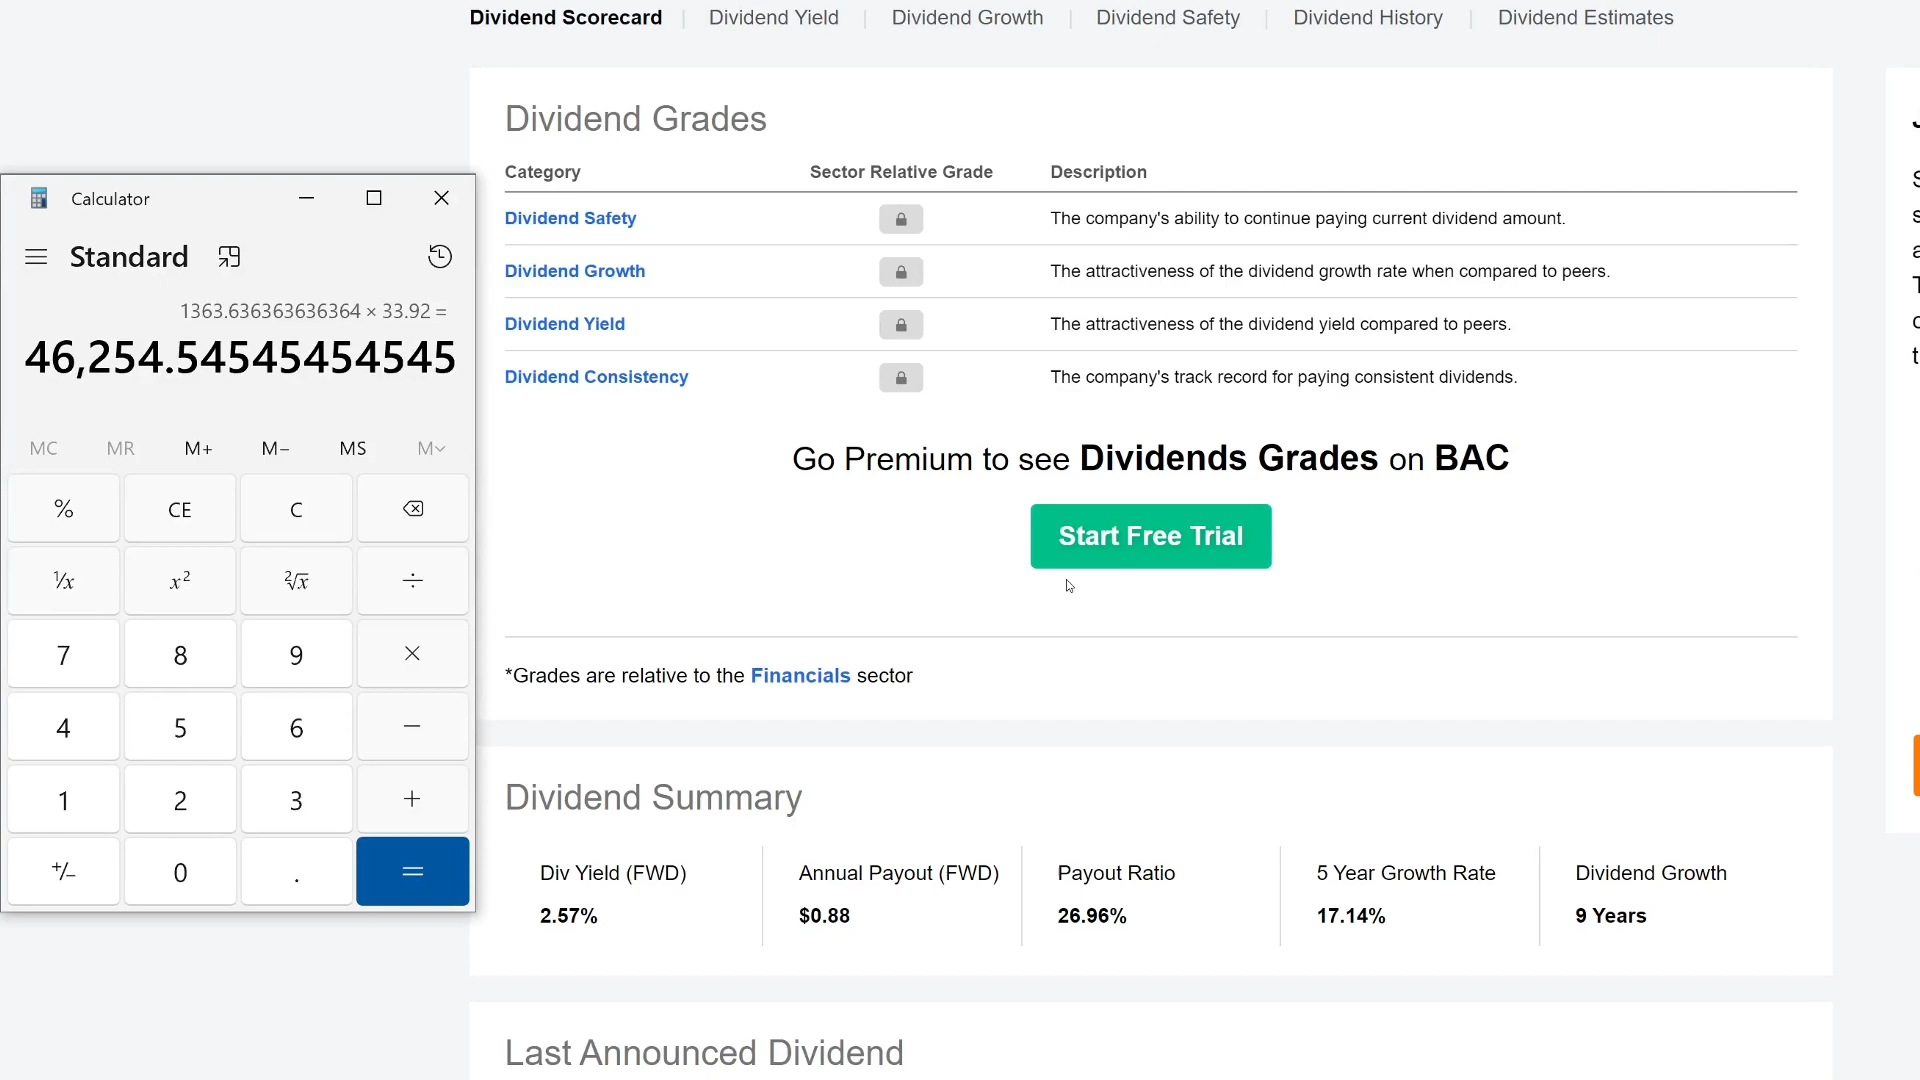 Dividend Scorecard | Dividend Yield | Dividend Growth | Dividend Safety | Dividend History | Dividend Estimates
Dividend Grades
Category Sector Relative Grade Description
Dividend Safety The company's ability to continue paying current dividend amount.
Dividend Growth The attractiveness of the dividend growth rate when compared to peers.
Dividend Yield The attractiveness of the dividend yield compared to peers.
Dividend Consistency The company's track record for paying consistent dividends.
Go Premium to see Dividends Grades on BAC
Start Free Trial
*Grades are relative to the Financials sector
Dividend Summary
Div Yield (FWD) Annual Payout (FWD) Payout Ratio 5 Year Growth Rate Dividend Growth
2.57% $0.88 26.96% 17.14% 9 Years
Last Announced Dividend
Calculator
Standard
1363.636363636364 × 33.92 =
46,254.54545454545
MC MR M+ M− MS M˅
% CE C
¹/x x² ²√x ÷
7 8 9 ×
4 5 6 −
1 2 3 +
+/− 0 . =